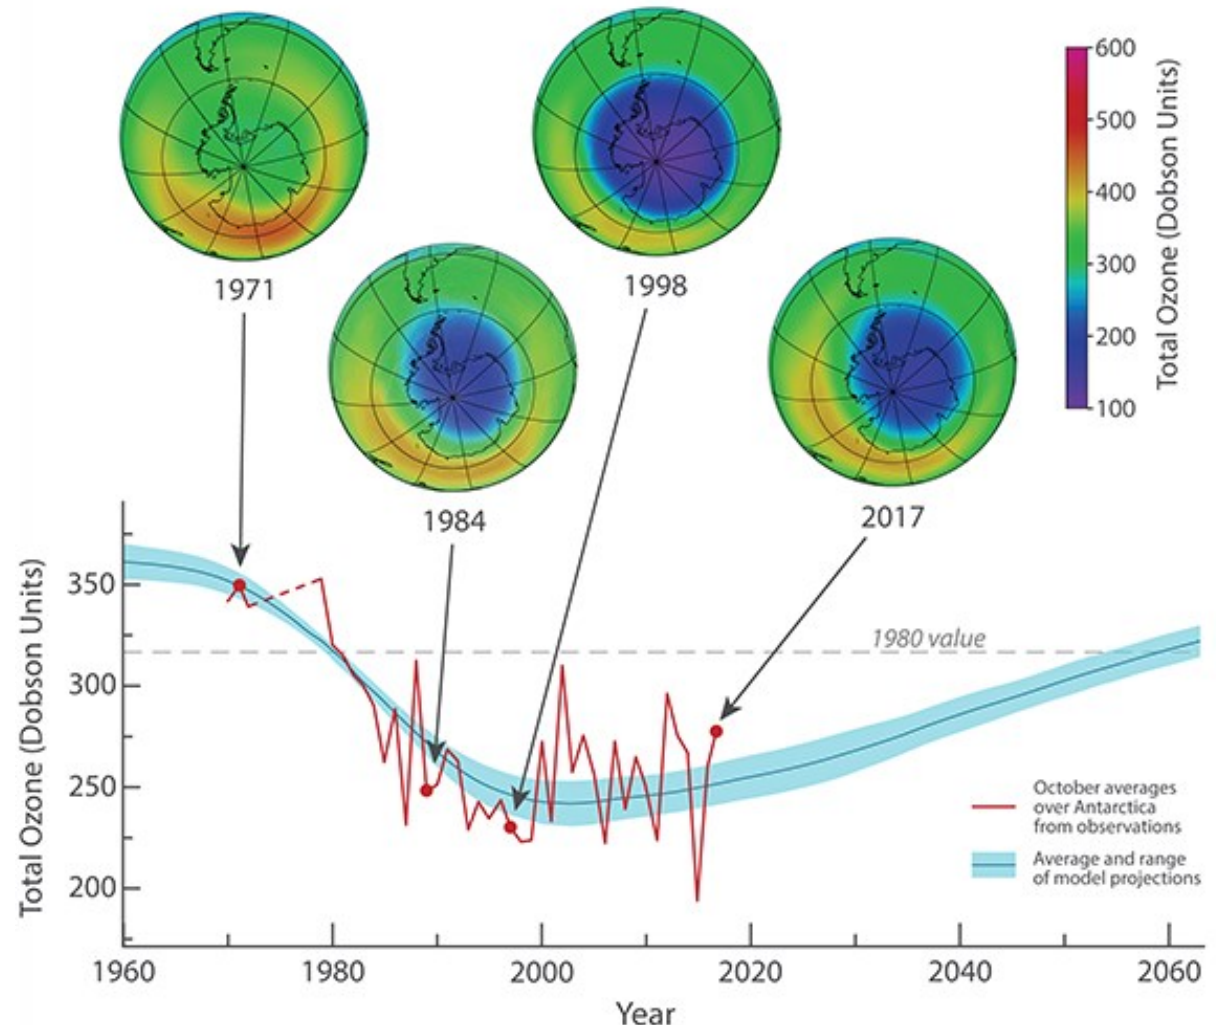 600
500
400
300
200
100
Total Ozone (Dobson Units)
1971
1998
1984
2017
Total Ozone (Dobson Units)
350
300
250
200
1980 value
October averages
over Antarctica
from observations
Average and range
of model projections
1960
1980
2000
2020
2040
2060
Year